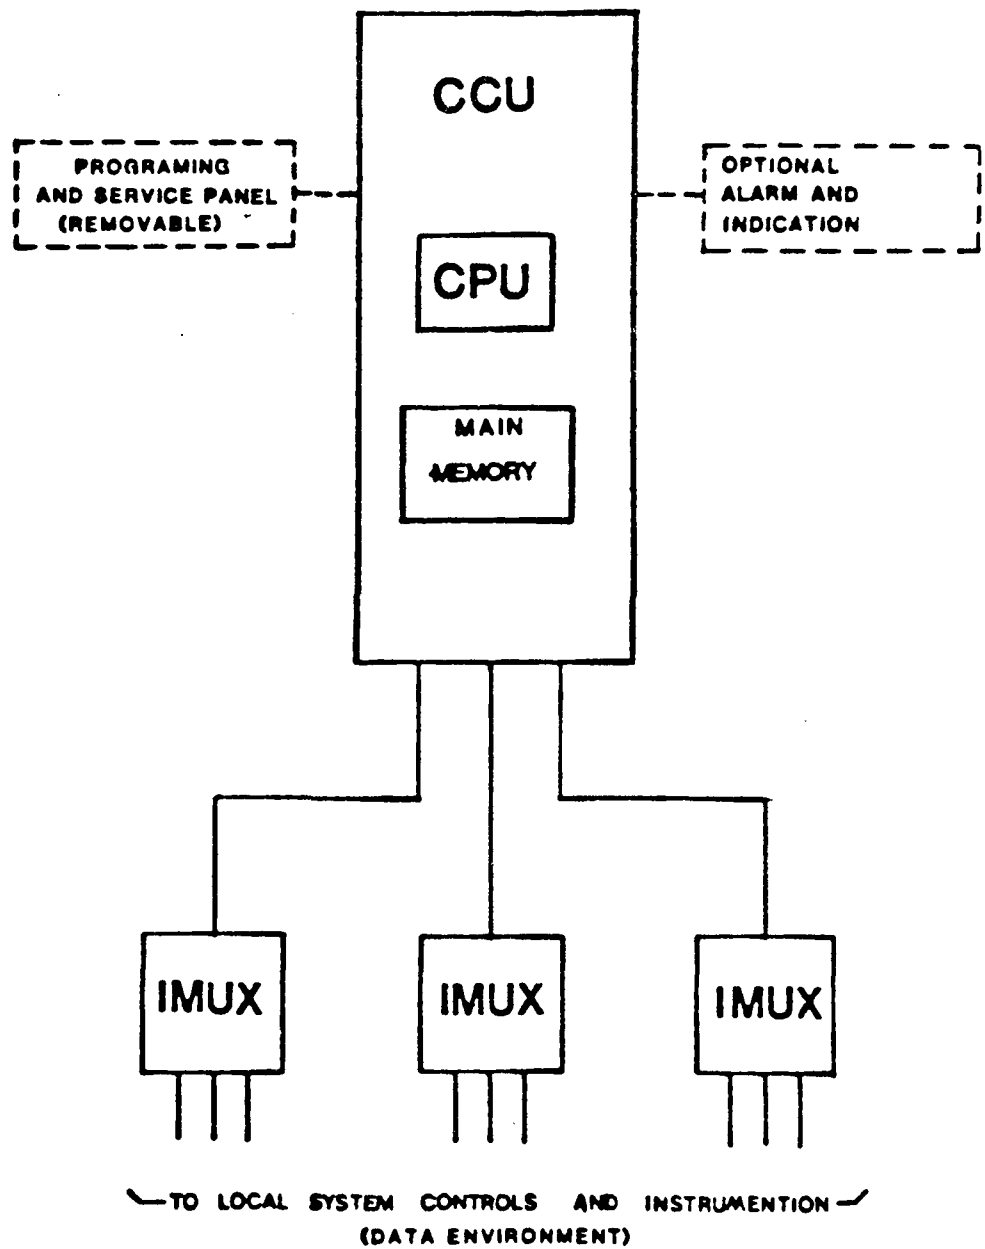 CCU
PROGRAMING
AND SERVICE PANEL
(REMOVABLE)
OPTIONAL
ALARM AND
INDICATION
CPU
MAIN
MEMORY
IMUX
IMUX
IMUX
TO LOCAL SYSTEM CONTROLS AND INSTRUMENTION
(DATA ENVIRONMENT)